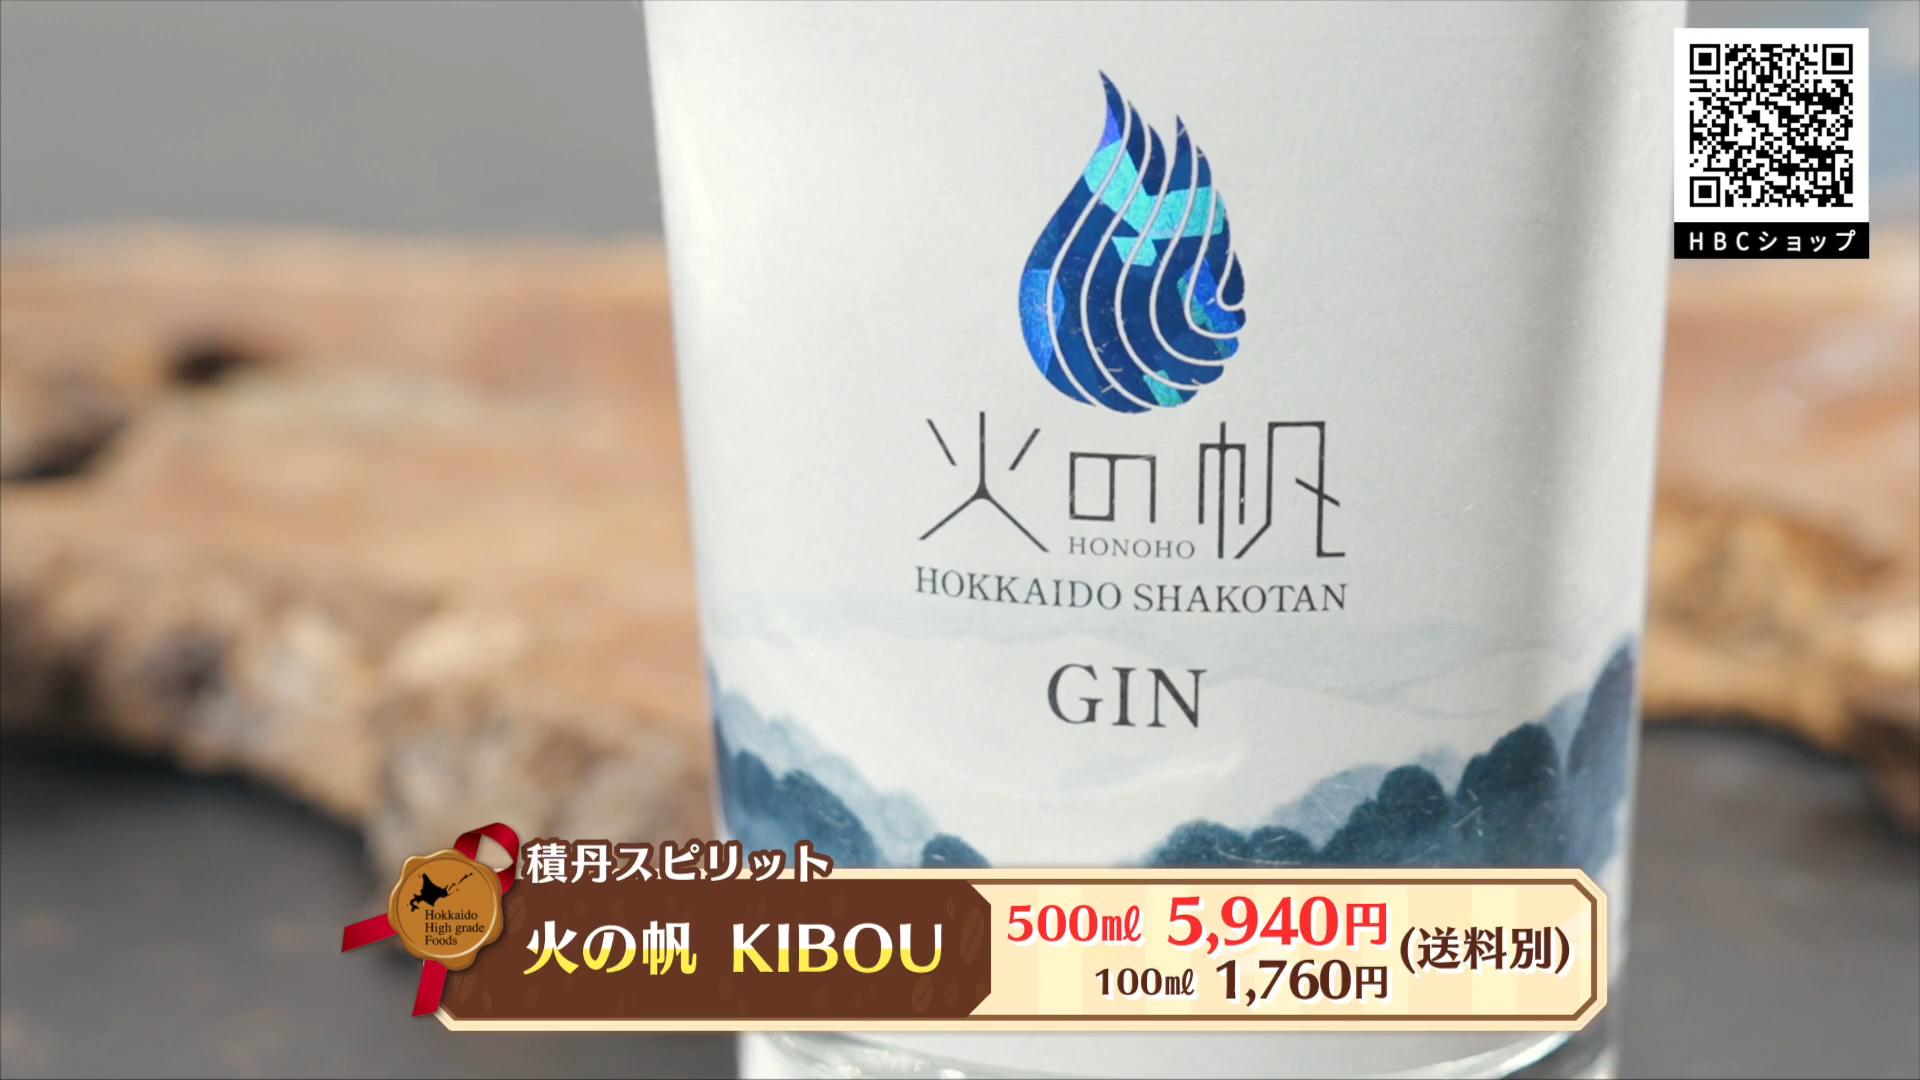 HBCショップ
火の帆
HONOHO
HOKKAIDO SHAKOTAN
GIN
積丹スピリット
Hokkaido
High grade
Foods
火の帆 KIBOU
500㎖ 5,940円
100㎖ 1,760円
(送料別)